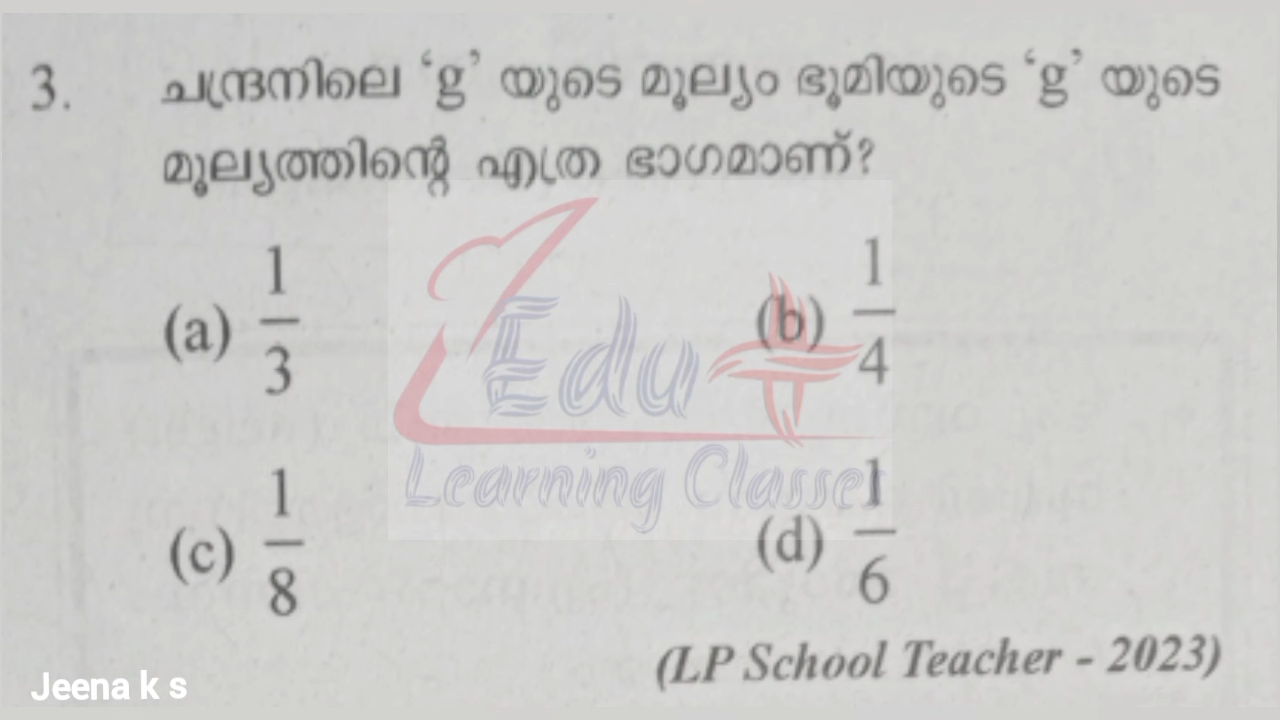 3. ചന്ദ്രനിലെ ‘g’ യുടെ മൂല്യം ഭൂമിയുടെ ‘g’ യുടെ
മൂല്യത്തിന്റെ എത്ര ഭാഗമാണ്?
(a) 1/3 (b) 1/4
Edu
Learning Classes
(c) 1/8 (d) 1/6
(LP School Teacher - 2023)
Jeena k s